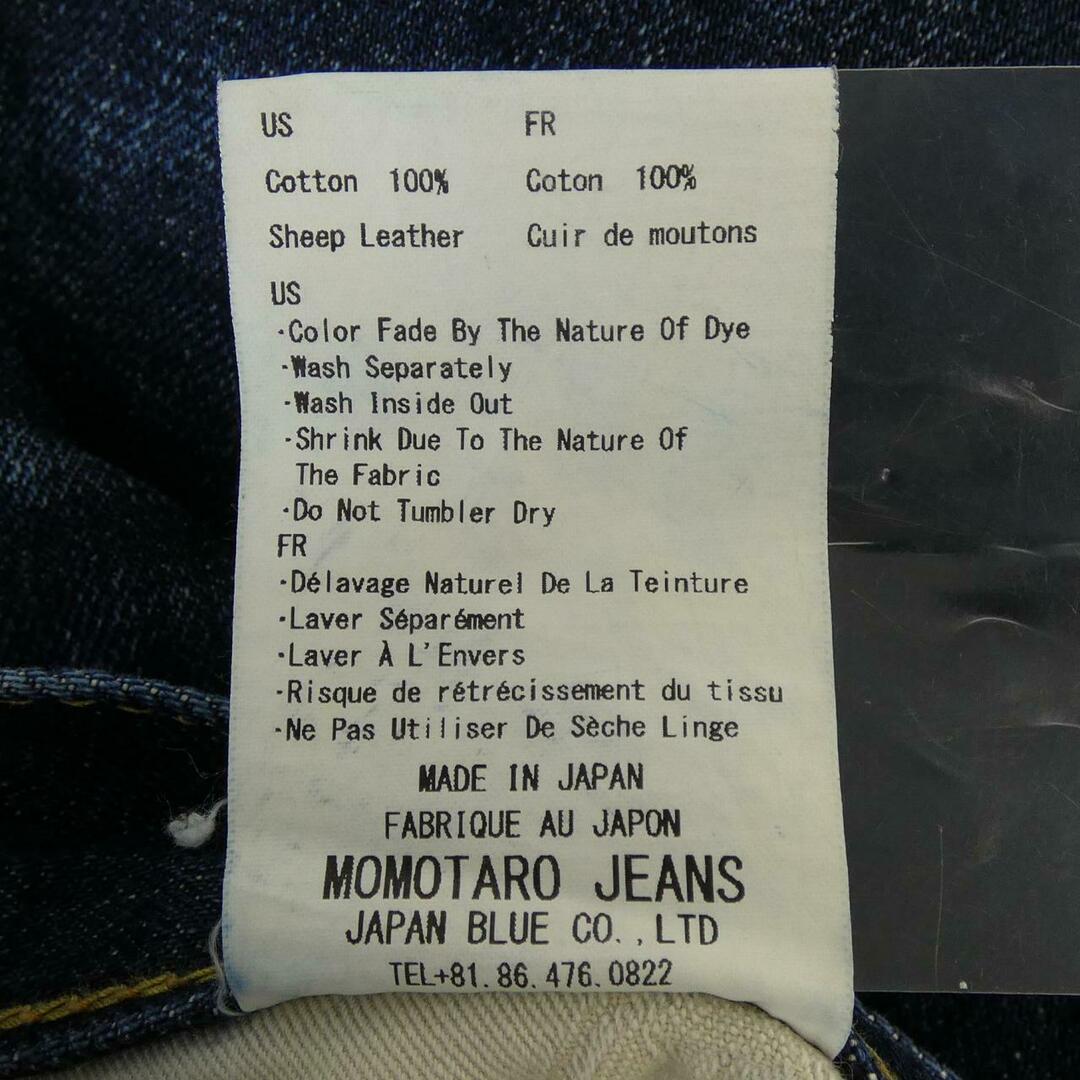 US FR
Cotton 100% Coton 100%
Sheep Leather Cuir de moutons
US
·Color Fade By The Nature Of Dye
·Wash Separately
·Wash Inside Out
·Shrink Due To The Nature Of
The Fabric
·Do Not Tumbler Dry
FR
·Délavage Naturel De La Teinture
·Laver Séparément
·Laver À L'Envers
·Risque de rétrécissement du tissu
·Ne Pas Utiliser De Sèche Linge
MADE IN JAPAN
FABRIQUE AU JAPON
MOMOTARO JEANS
JAPAN BLUE CO.,LTD
TEL+81.86.476.0822